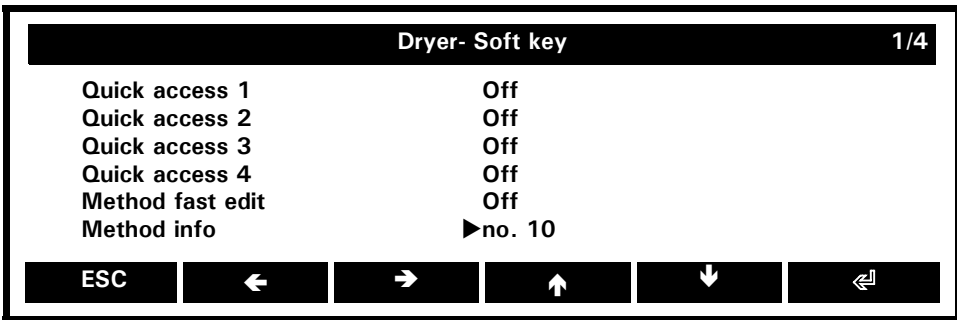 Dryer- Soft key 1/4
Quick access 1 Off
Quick access 2 Off
Quick access 3 Off
Quick access 4 Off
Method fast edit Off
Method info ▶no. 10
ESC ← → ↑ ↓ ↵